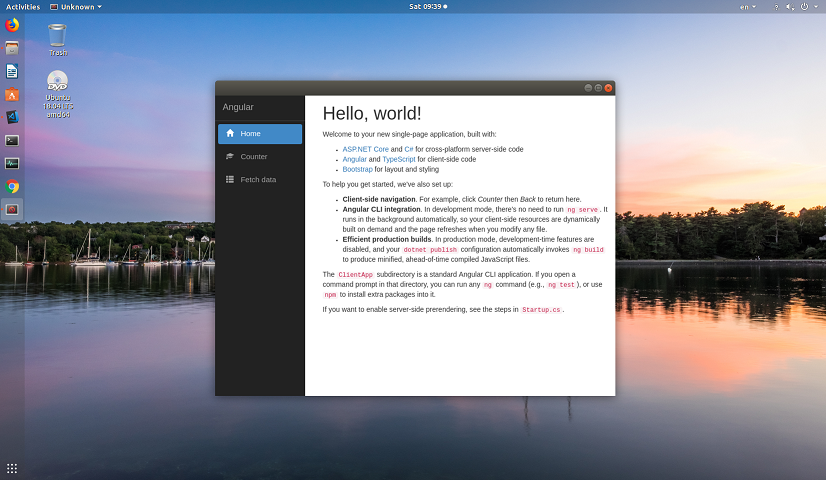 Activities
Unknown
Sat 09:39
en
?
Trash
DVD
Ubuntu
18.04 LTS
amd64
Angular
Home
Counter
Fetch data
Hello, world!
Welcome to your new single-page application, built with:
ASP.NET Core and C# for cross-platform server-side code
Angular and TypeScript for client-side code
Bootstrap for layout and styling
To help you get started, we've also set up:
Client-side navigation. For example, click Counter then Back to return here.
Angular CLI integration. In development mode, there's no need to run ng serve. It
runs in the background automatically, so your client-side resources are dynamically
built on demand and the page refreshes when you modify any file.
Efficient production builds. In production mode, development-time features are
disabled, and your dotnet publish configuration automatically invokes ng build
to produce minified, ahead-of-time compiled JavaScript files.
The ClientApp subdirectory is a standard Angular CLI application. If you open a
command prompt in that directory, you can run any ng command (e.g., ng test), or use
npm to install extra packages into it.
If you want to enable server-side prerendering, see the steps in Startup.cs.